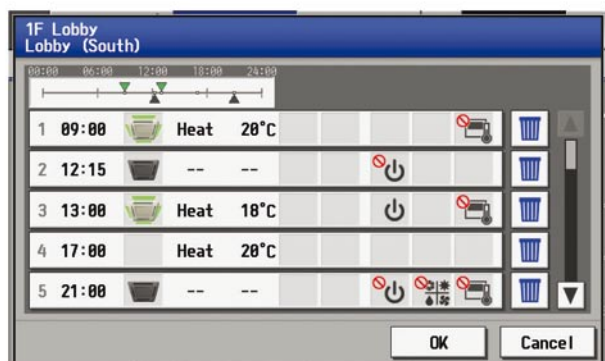 1F Lobby
Lobby (South)
00:00 06:00 12:00 18:00 24:00
1 09:00 Heat 20°C
2 12:15 -- --
3 13:00 Heat 18°C
4 17:00 Heat 20°C
5 21:00 -- --
OK Cancel